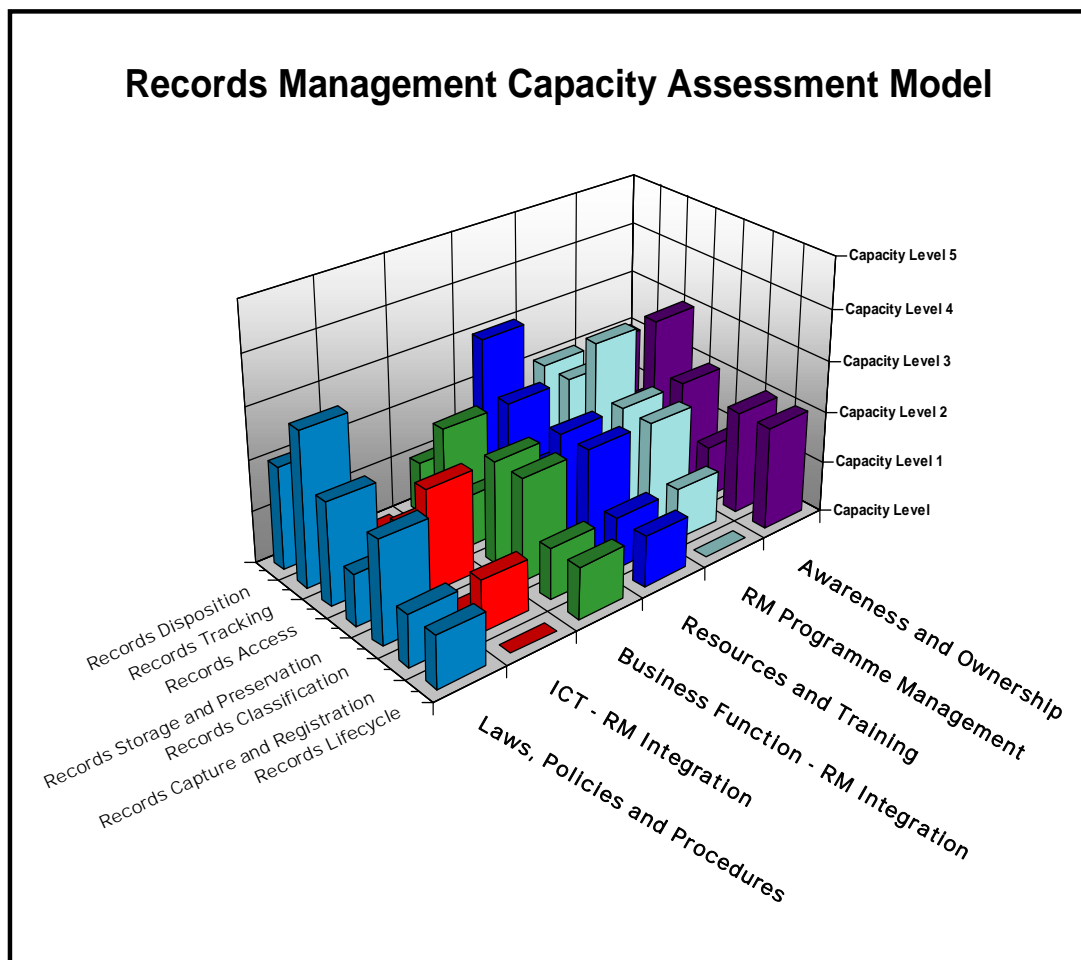 Records Management Capacity Assessment Model
Capacity Level 5
Capacity Level 4
Capacity Level 3
Capacity Level 2
Capacity Level 1
Capacity Level
Records Disposition
Records Tracking
Records Access
Records Storage and Preservation
Records Classification
Records Capture and Registration
Records Lifecycle
Laws, Policies and Procedures
ICT - RM Integration
Business Function - RM Integration
Resources and Training
RM Programme Management
Awareness and Ownership